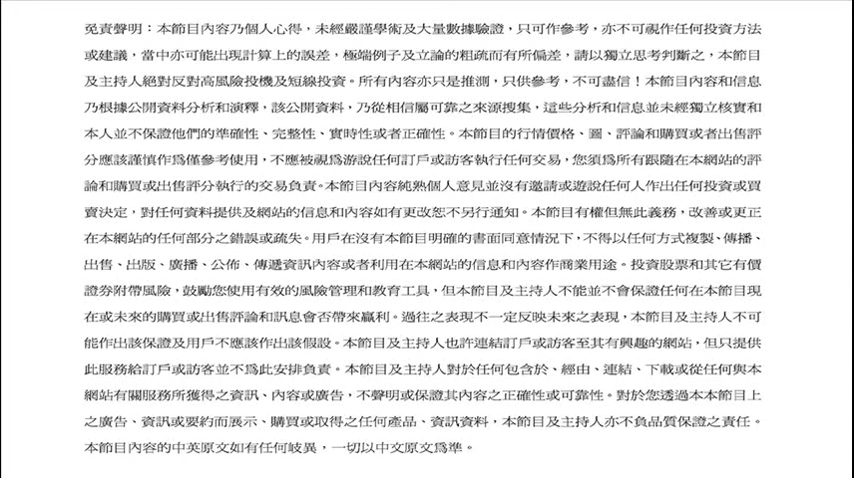 免責聲明：本節目內容乃個人心得，未經嚴謹學術及大量數據驗證，只可作參考，亦不可視作任何投資方法
或建議，當中亦可能出現計算上的誤差，極端例子及立論的粗疏而有所偏差，請以獨立思考判斷之，本節目
及主持人絕對反對高風險投機及短線投資。所有內容亦只是推測，只供參考，不可盡信！本節目內容和信息
乃根據公開資料分析和演釋，該公開資料，乃從相信屬可靠之來源搜集，這些分析和信息並未經獨立核實和
本人並不保證他們的準確性、完整性、實時性或者正確性。本節目的行情價格、圖、評論和購買或者出售評
分應該謹慎作為僅參考使用，不應被視為游說任何訂戶或訪客執行任何交易，您須為所有跟隨在本網站的評
論和購買或出售評分執行的交易負責。本節目內容純熟個人意見並沒有邀請或遊說任何人作出任何投資或買
賣決定，對任何資料提供及網站的信息和內容如有更改恕不另行通知。本節目有權但無此義務，改善或更正
在本網站的任何部分之錯誤或疏失。用戶在沒有本節目明確的書面同意情況下，不得以任何方式複製、傳播、
出售、出版、廣播、公佈、傳遞資訊內容或者利用在本網站的信息和內容作商業用途。投資股票和其它有價
證券附帶風險，鼓勵您使用有效的風險管理和教育工具，但本節目及主持人不能並不會保證任何在本節目現
在或未來的購買或出售評論和訊息會否帶來贏利。過往之表現不一定反映未來之表現，本節目及主持人不可
能作出該保證及用戶不應該作出該假設。本節目及主持人也許連結訂戶或訪客至其有興趣的網站，但只提供
此服務給訂戶或訪客並不為此安排負責。本節目及主持人對於任何包含於、經由、連結、下載或從任何與本
網站有關服務所獲得之資訊、內容或廣告，不聲明或保證其內容之正確性或可靠性。對於您透過本本節目上
之廣告、資訊或要約而展示、購買或取得之任何產品、資訊資料，本節目及主持人亦不負品質保證之責任。
本節目內容的中英原文如有任何歧異，一切以中文原文為準。